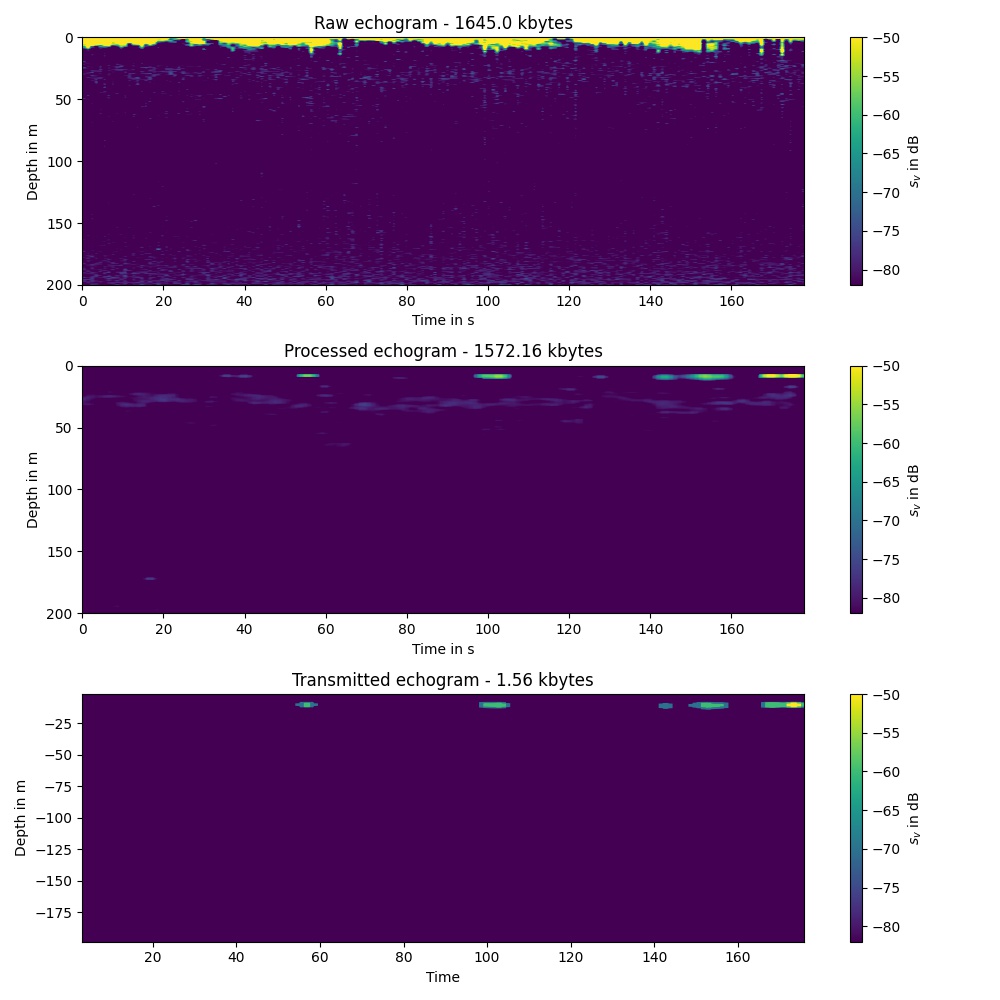 Raw echogram - 1645.0 kbytes
0
50
100
150
200
Depth in m
0 20 40 60 80 100 120 140 160
Time in s
−50
−55
−60
−65
−70
−75
−80
sv in dB
Processed echogram - 1572.16 kbytes
0
50
100
150
200
Depth in m
0 20 40 60 80 100 120 140 160
Time in s
−50
−55
−60
−65
−70
−75
−80
sv in dB
Transmitted echogram - 1.56 kbytes
−25
−50
−75
−100
−125
−150
−175
Depth in m
20 40 60 80 100 120 140 160
Time
−50
−55
−60
−65
−70
−75
−80
sv in dB